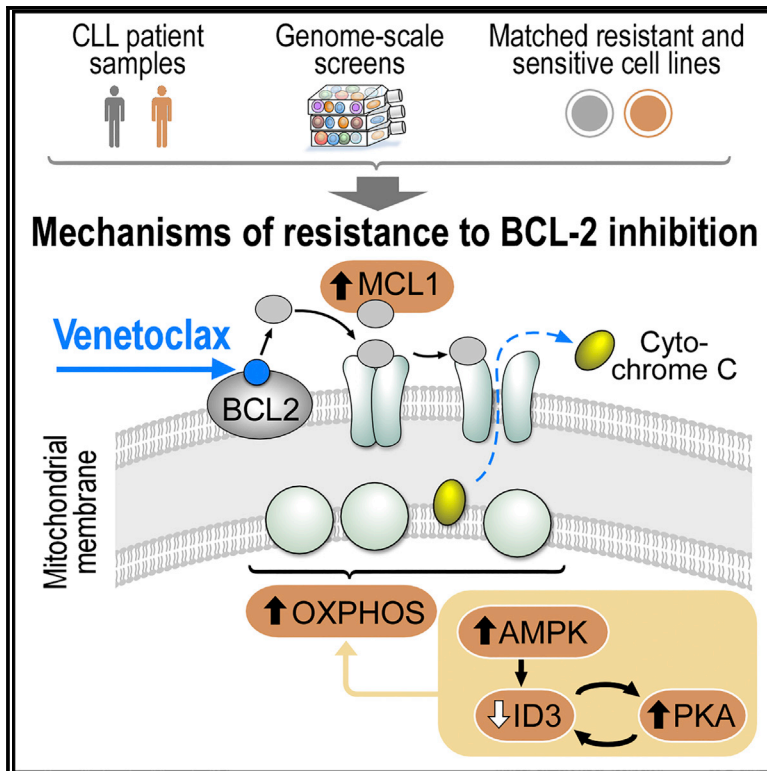 CLL patient
samples
Genome-scale
screens
Matched resistant and
sensitive cell lines
Mechanisms of resistance to BCL-2 inhibition
MCL1
Venetoclax
BCL2
Cyto-
chrome C
Mitochondrial
membrane
OXPHOS
AMPK
ID3
PKA